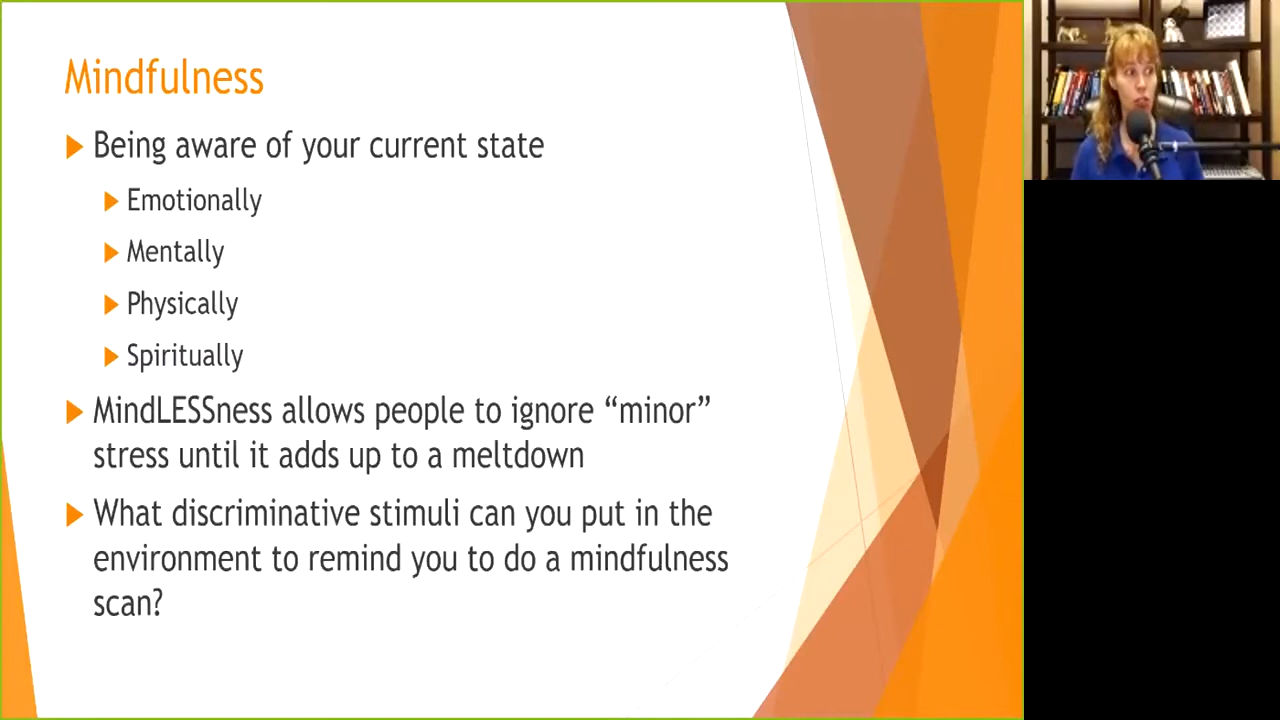 Mindfulness
Being aware of your current state
Emotionally
Mentally
Physically
Spiritually
MindLESSness allows people to ignore “minor”
stress until it adds up to a meltdown
What discriminative stimuli can you put in the
environment to remind you to do a mindfulness
scan?